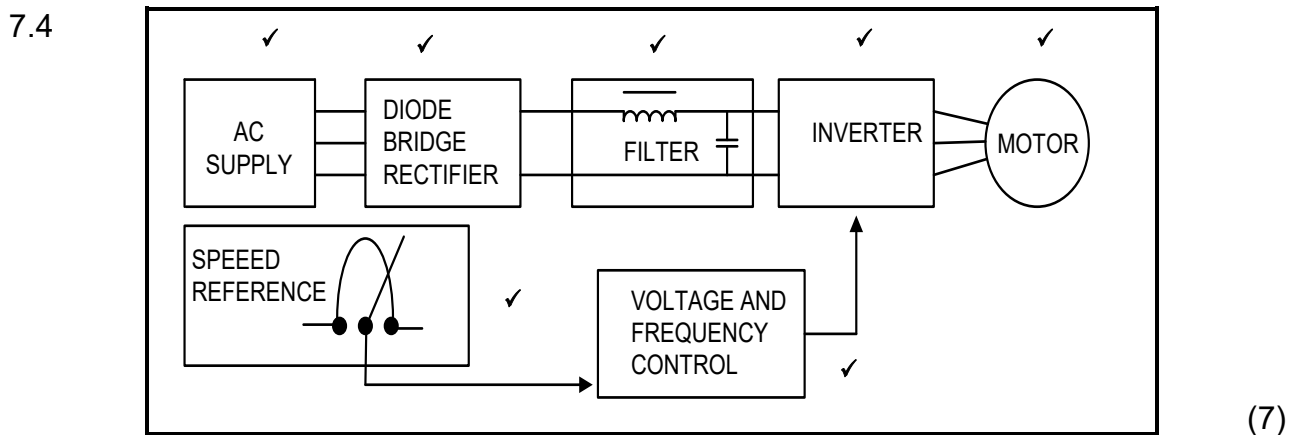 7.4
✓ ✓ ✓ ✓ ✓
AC
SUPPLY
DIODE
BRIDGE
RECTIFIER
FILTER
INVERTER
MOTOR
SPEEED
REFERENCE
✓
VOLTAGE AND
FREQUENCY
CONTROL
✓
(7)